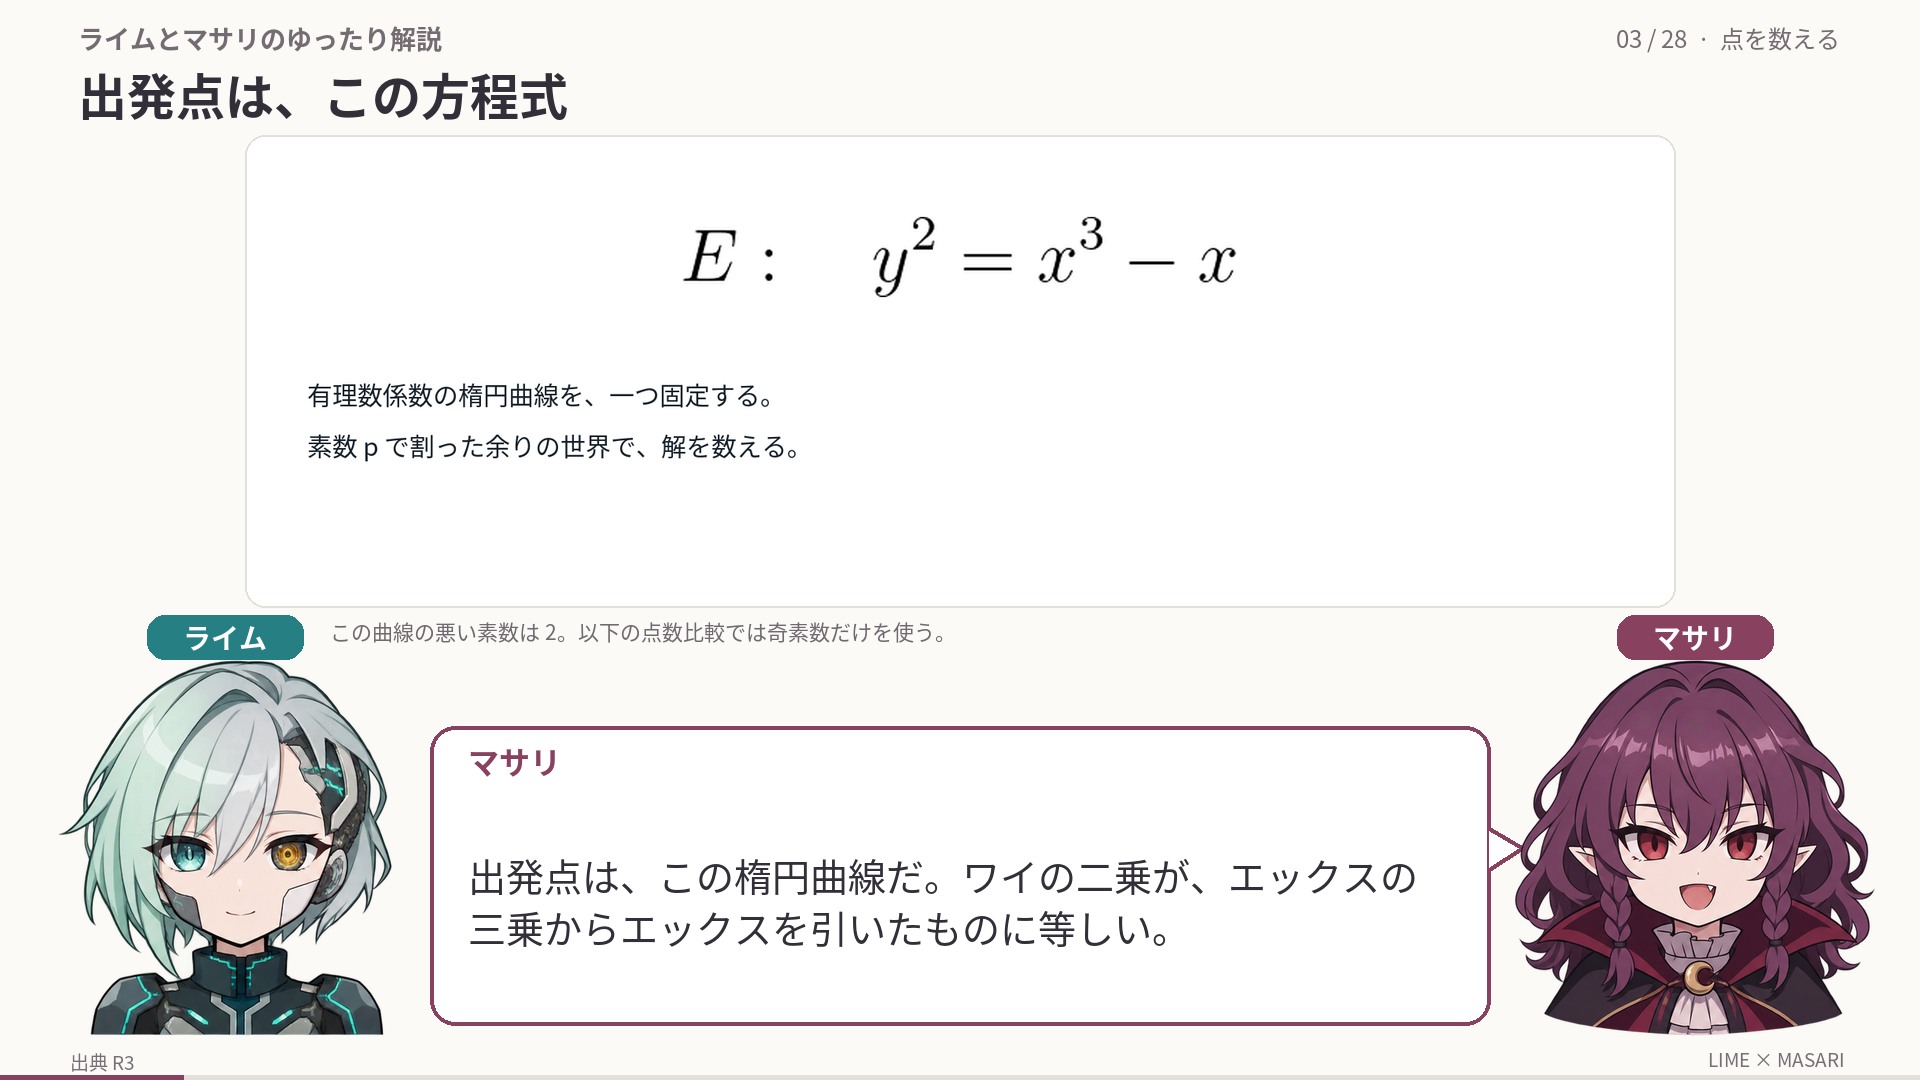 ライムとマサリのゆったり解説
03 / 28 · 点を数える
出発点は、この方程式
E : y² = x³ − x
有理数係数の楕円曲線を、一つ固定する。
素数 p で割った余りの世界で、解を数える。
ライム
この曲線の悪い素数は 2。以下の点数比較では奇素数だけを使う。
マサリ
マサリ
出発点は、この楕円曲線だ。ワイの二乗が、エックスの
三乗からエックスを引いたものに等しい。
出典 R3
LIME × MASARI